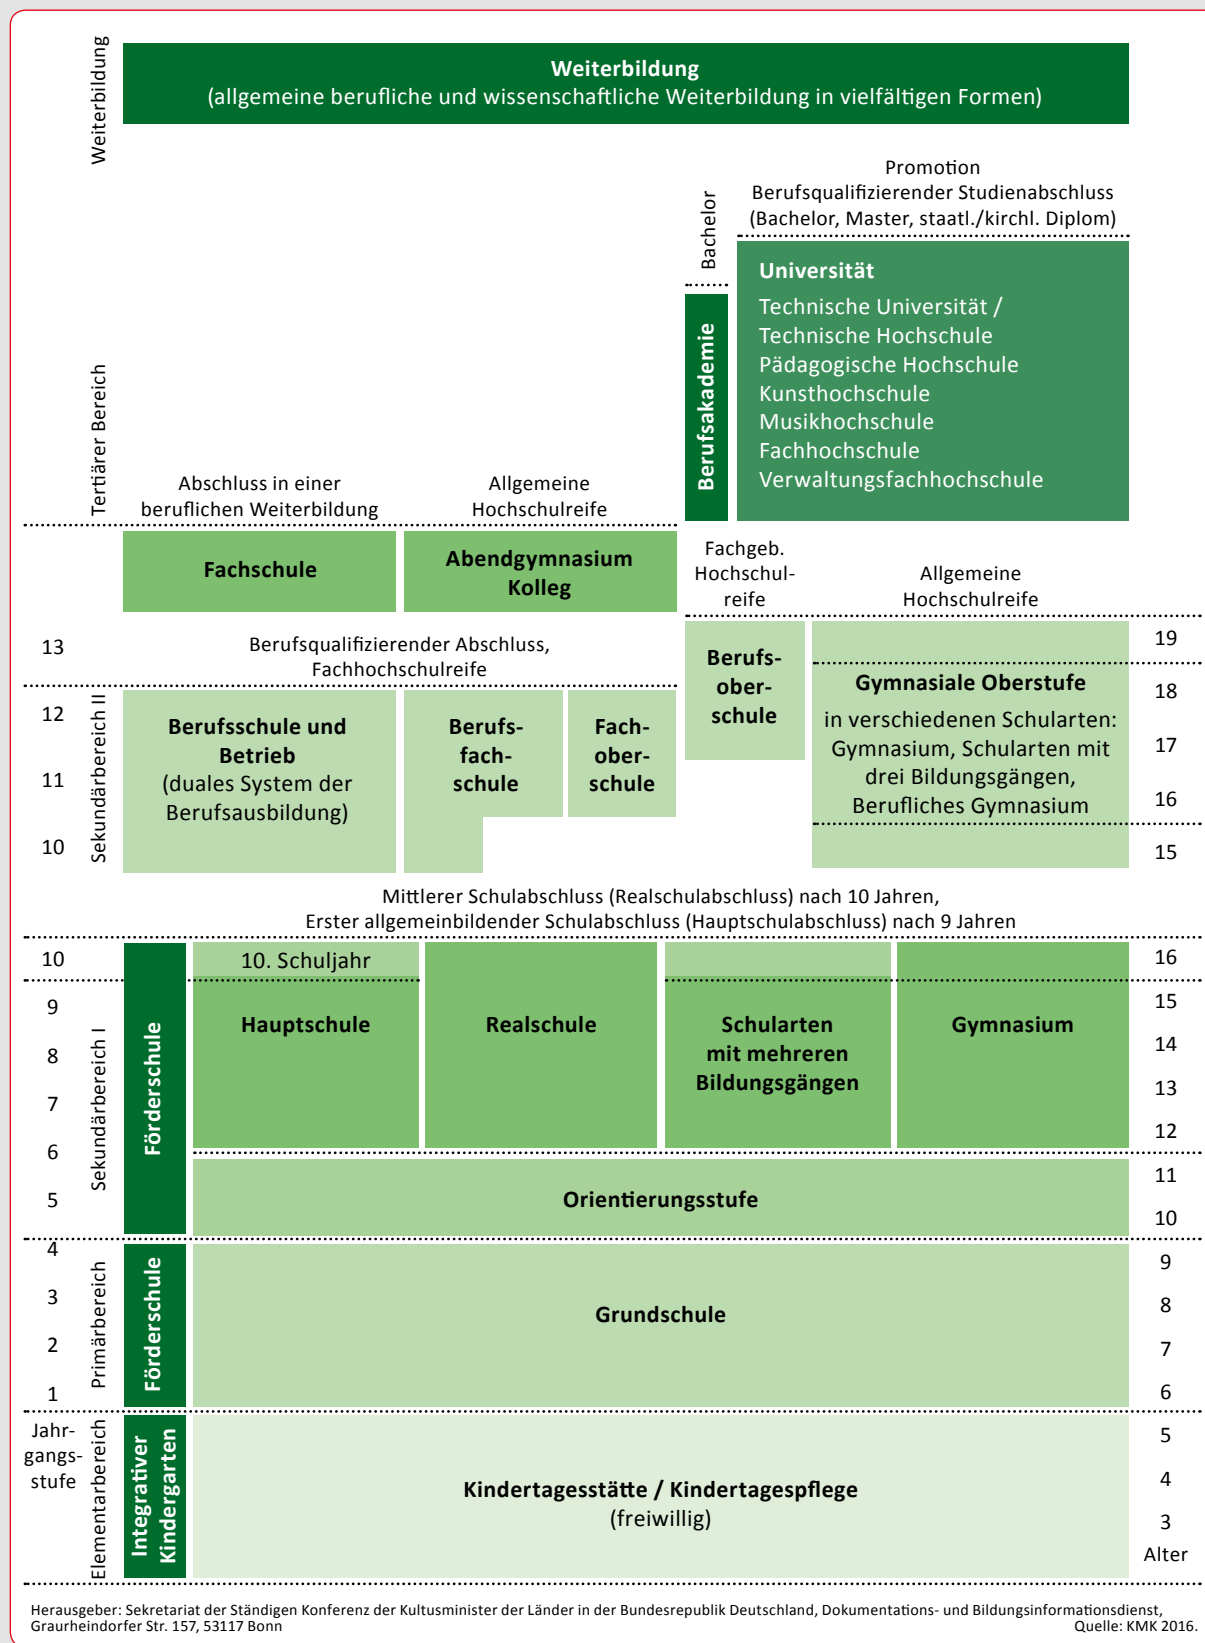 Weiterbildung
Weiterbildung
(allgemeine berufliche und wissenschaftliche Weiterbildung in vielfältigen Formen)
Promotion
Berufsqualifizierender Studienabschluss
(Bachelor, Master, staatl./kirchl. Diplom)
Bachelor
Tertiärer Bereich
Berufsakademie
Universität
Technische Universität /
Technische Hochschule
Pädagogische Hochschule
Kunsthochschule
Musikhochschule
Fachhochschule
Verwaltungsfachhochschule
Abschluss in einer
beruflichen Weiterbildung
Allgemeine
Hochschulreife
Fachschule
Abendgymnasium
Kolleg
Fachgeb.
Hochschul-
reife
Allgemeine
Hochschulreife
13
Berufsqualifizierender Abschluss,
Fachhochschulreife
19
Sekundärbereich II
12
11
10
Berufsschule und
Betrieb
(duales System der
Berufsausbildung)
Berufs-
fach-
schule
Fach-
ober-
schule
Berufs-
ober-
schule
Gymnasiale Oberstufe
in verschiedenen Schularten:
Gymnasium, Schularten mit
drei Bildungsgängen,
Berufliches Gymnasium
18
17
16
15
Mittlerer Schulabschluss (Realschulabschluss) nach 10 Jahren,
Erster allgemeinbildender Schulabschluss (Hauptschulabschluss) nach 9 Jahren
10
9
8
7
6
5
Sekundärbereich I
Förderschule
10. Schuljahr
Hauptschule
Realschule
Schularten
mit mehreren
Bildungsgängen
Gymnasium
16
15
14
13
12
Orientierungsstufe
11
10
4
3
2
1
Primärbereich
Förderschule
Grundschule
9
8
7
6
Jahr-
gangs-
stufe
Elementarbereich
Integrativer
Kindergarten
Kindertagesstätte / Kindertagespflege
(freiwillig)
5
4
3
Alter
Herausgeber: Sekretariat der Ständigen Konferenz der Kultusminister der Länder in der Bundesrepublik Deutschland, Dokumentations- und Bildungsinformationsdienst,
Graurheindorfer Str. 157, 53117 Bonn
Quelle: KMK 2016.